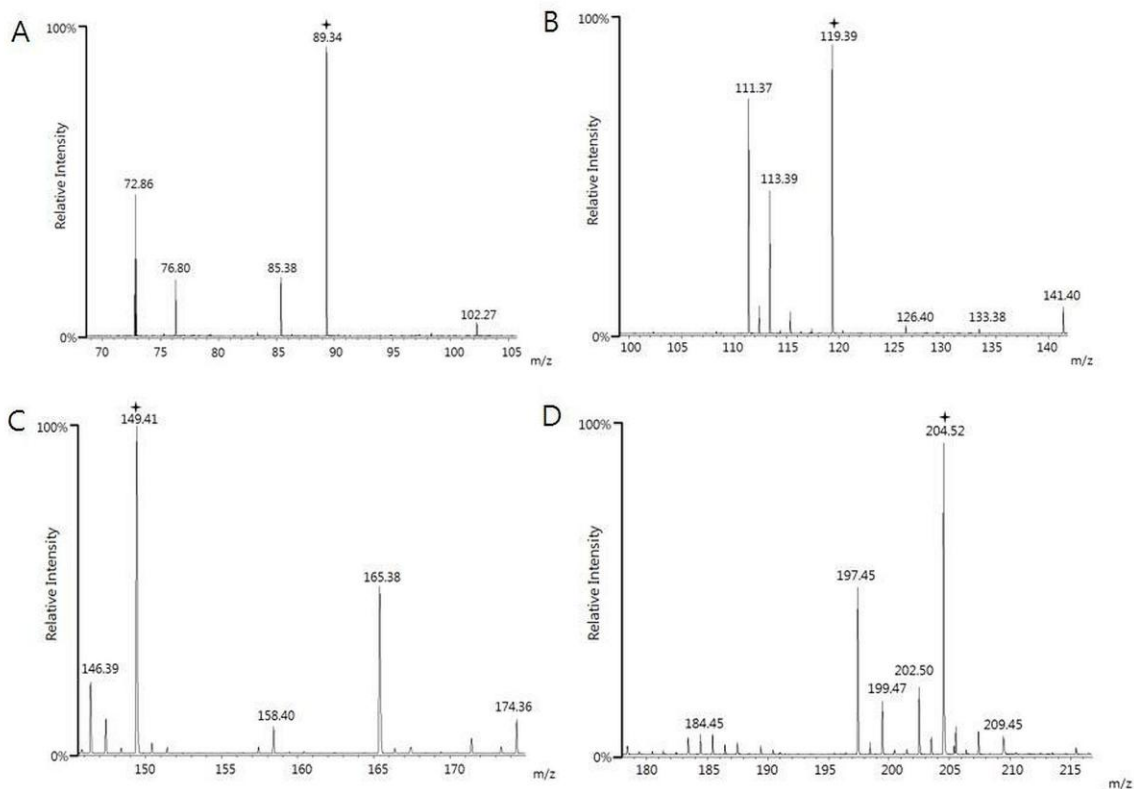 A
100%
89.34
Relative Intensity
72.86
76.80
85.38
102.27
0%
70 75 80 85 90 95 100 105
m/z
B
100%
119.39
Relative Intensity
111.37
113.39
126.40
133.38
141.40
0%
100 105 110 115 120 125 130 135 140
m/z
C
100%
149.41
Relative Intensity
146.39
158.40
165.38
174.36
0%
150 155 160 165 170
m/z
D
100%
204.52
Relative Intensity
197.45
202.50
199.47
184.45
209.45
0%
180 185 190 195 200 205 210 215
m/z